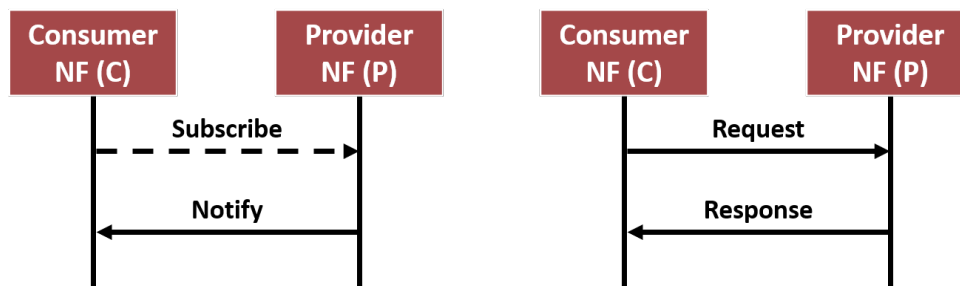 Consumer
NF (C)
Provider
NF (P)
Consumer
NF (C)
Provider
NF (P)
Subscribe
Request
Notify
Response